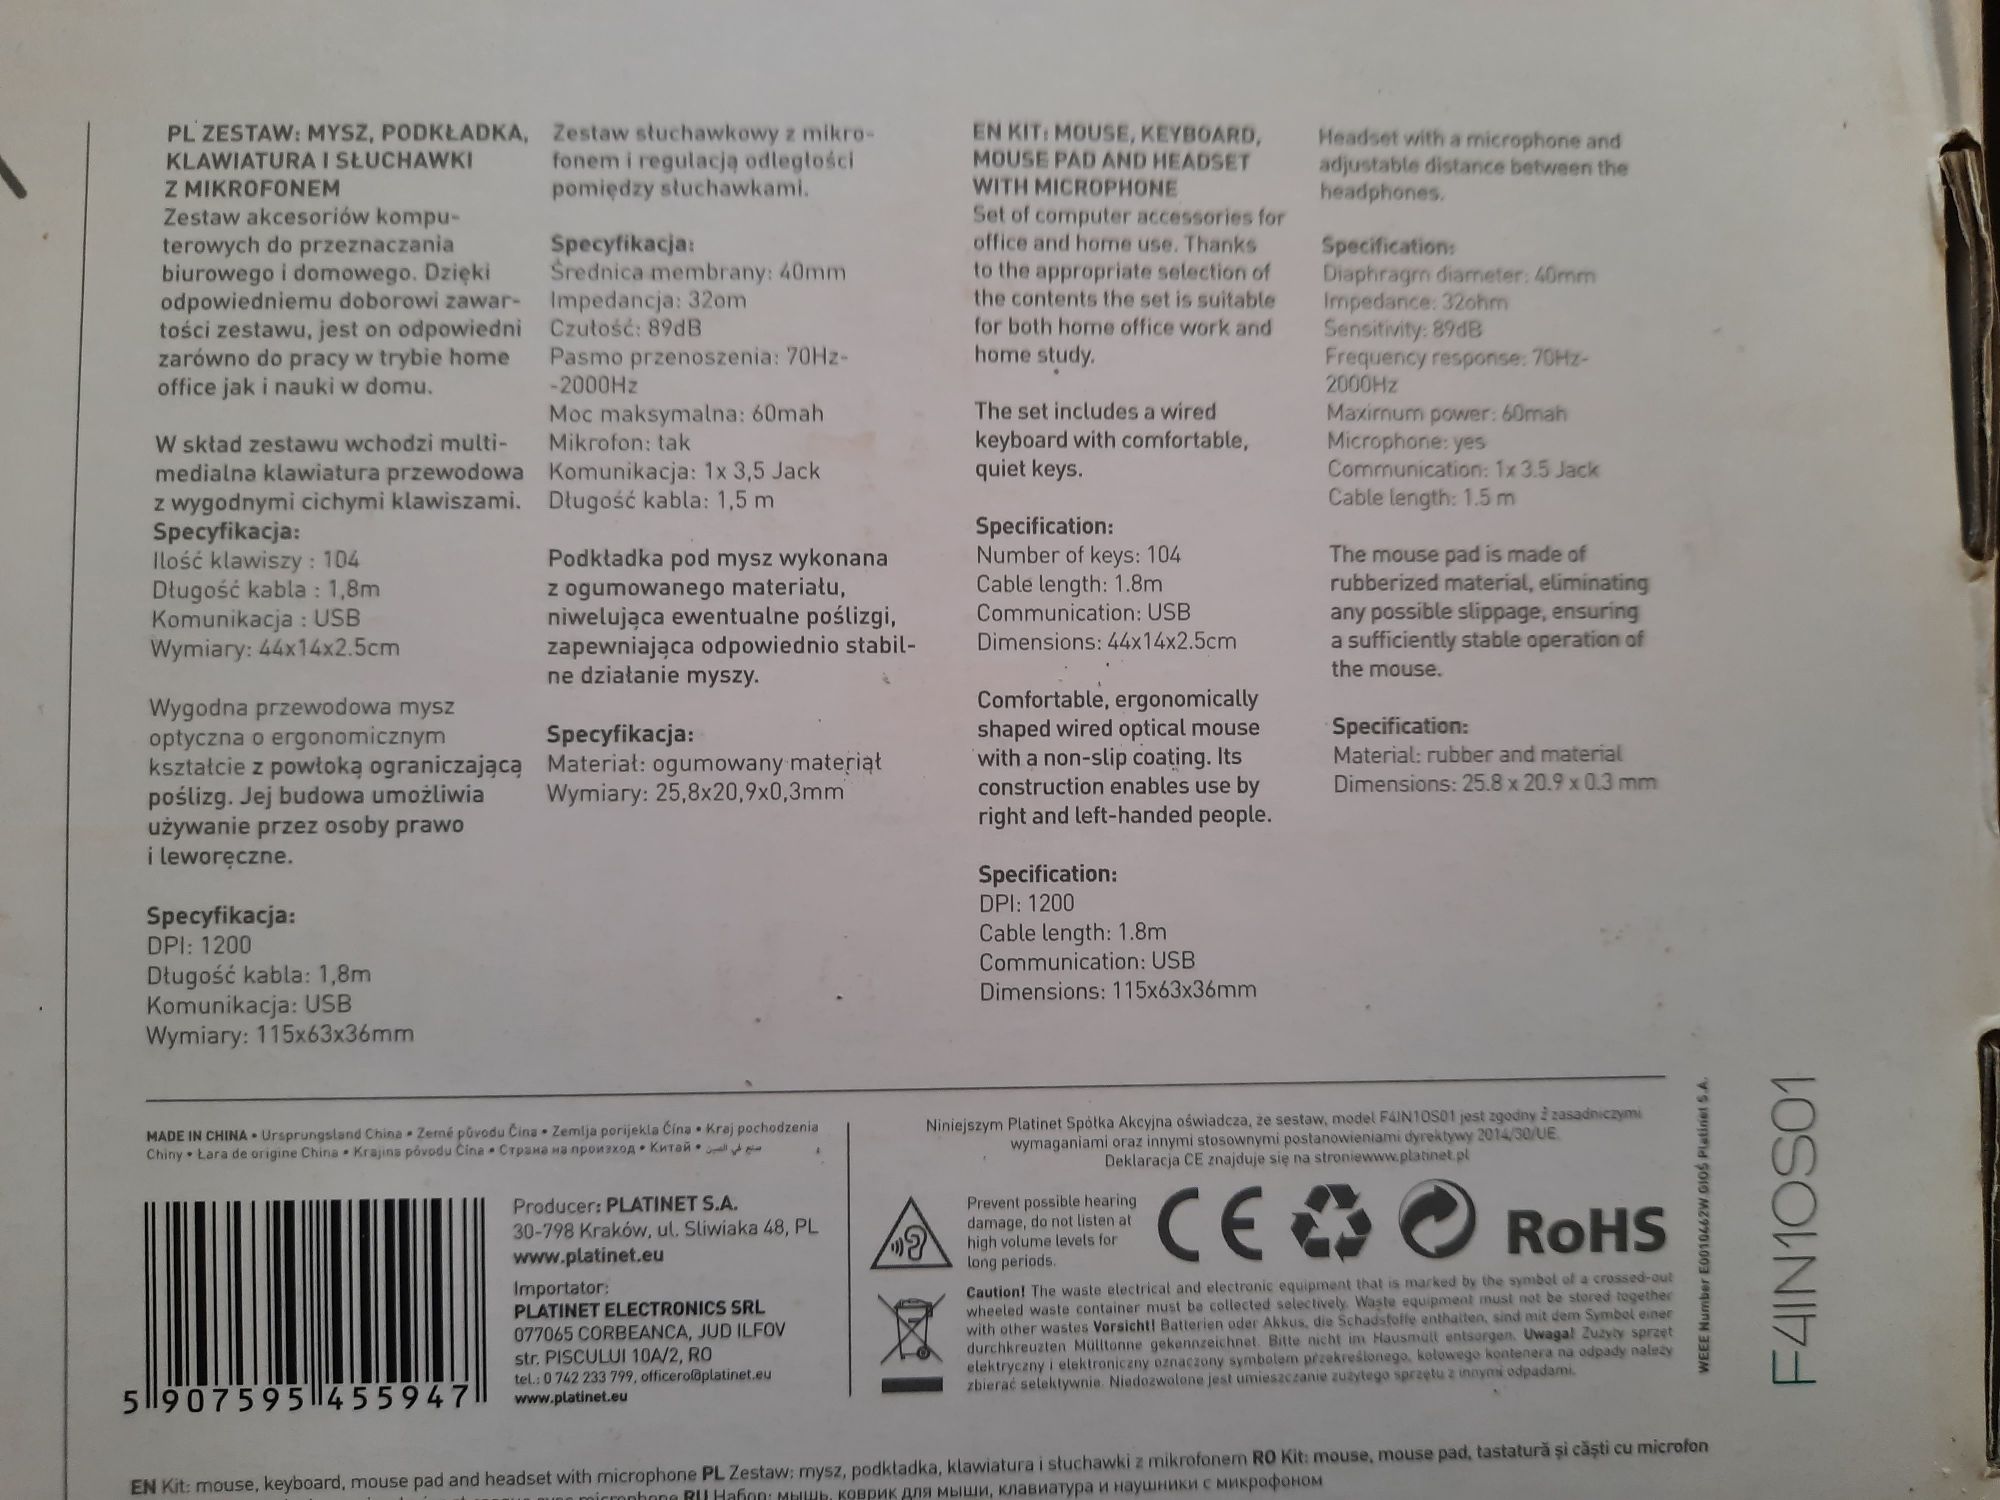 PL ZESTAW: MYSZ, PODKŁADKA,
KLAWIATURA I SŁUCHAWKI
Z MIKROFONEM
Zestaw akcesoriów kompu-
terowych do przeznaczania
biurowego i domowego. Dzięki
odpowiedniemu doborowi zawar-
tości zestawu, jest on odpowiedni
zarówno do pracy w trybie home
office jak i nauki w domu.
W skład zestawu wchodzi multi-
medialna klawiatura przewodowa
z wygodnymi cichymi klawiszami.
Specyfikacja:
Ilość klawiszy : 104
Długość kabla : 1,8m
Komunikacja : USB
Wymiary: 44x14x2.5cm
Wygodna przewodowa mysz
optyczna o ergonomicznym
kształcie z powłoką ograniczającą
poślizg. Jej budowa umożliwia
używanie przez osoby prawo
i leworęczne.
Specyfikacja:
DPI: 1200
Długość kabla: 1,8m
Komunikacja: USB
Wymiary: 115x63x36mm
Zestaw słuchawkowy z mikro-
fonem i regulacją odległości
pomiędzy słuchawkami.
Specyfikacja:
Średnica membrany: 40mm
Impedancja: 32om
Czułość: 89dB
Pasmo przenoszenia: 70Hz-
-2000Hz
Moc maksymalna: 60mah
Mikrofon: tak
Komunikacja: 1x 3,5 Jack
Długość kabla: 1,5 m
Podkładka pod mysz wykonana
z ogumowanego materiału,
niwelująca ewentualne poślizgi,
zapewniająca odpowiednio stabil-
ne działanie myszy.
Specyfikacja:
Materiał: ogumowany materiał
Wymiary: 25,8x20,9x0,3mm
EN KIT: MOUSE, KEYBOARD,
MOUSE PAD AND HEADSET
WITH MICROPHONE
Set of computer accessories for
office and home use. Thanks
to the appropriate selection of
the contents the set is suitable
for both home office work and
home study.
The set includes a wired
keyboard with comfortable,
quiet keys.
Specification:
Number of keys: 104
Cable length: 1.8m
Communication: USB
Dimensions: 44x14x2.5cm
Comfortable, ergonomically
shaped wired optical mouse
with a non-slip coating. Its
construction enables use by
right and left-handed people.
Specification:
DPI: 1200
Cable length: 1.8m
Communication: USB
Dimensions: 115x63x36mm
Headset with a microphone and
adjustable distance between the
headphones.
Specification:
Diaphragm diameter: 40mm
Impedance: 32ohm
Sensitivity: 89dB
Frequency response: 70Hz-
2000Hz
Maximum power: 60mah
Microphone: yes
Communication: 1x 3.5 Jack
Cable length: 1.5 m
The mouse pad is made of
rubberized material, eliminating
any possible slippage, ensuring
a sufficiently stable operation of
the mouse.
Specification:
Material: rubber and material
Dimensions: 25.8 x 20.9 x 0.3 mm
MADE IN CHINA • Ursprungsland China • Země původu Čína • Zemlja porijekla Čína • Kraj pochodzenia
Chiny • Łara de origine China • Krajina pôvodu Čína • Страна на произход • Китай • صنع في الصين
5 907595 455947
Producer: PLATINET S.A.
30-798 Kraków, ul. Sliwiaka 48, PL
www.platinet.eu
Importator:
PLATINET ELECTRONICS SRL
077065 CORBEANCA, JUD ILFOV
str. PISCULUI 10A/2, RO
tel.: 0 742 233 799, officero@platinet.eu
www.platinet.eu
Niniejszym Platinet Spółka Akcyjna oświadcza, że sestaw, model F4IN1OS01 jest zgodny z zasadniczymi
wymaganiami oraz innymi stosownymi postanowieniami dyrektywy 2014/30/UE.
Deklaracja CE znajduje się na stroniewww.platinet.pl
Prevent possible hearing
damage, do not listen at
high volume levels for
long periods.
CE
RoHS
Caution! The waste electrical and electronic equipment that is marked by the symbol of a crossed-out
wheeled waste container must be collected selectively. Waste equipment must not be stored together
with other wastes Vorsicht! Batterien oder Akkus, die Schadstoffe enthalten, sind mit dem Symbol einer
durchkreuzten Mülltonne gekennzeichnet. Bitte nicht im Hausmüll entsorgen. Uwaga! Zużyty sprzęt
elektryczny i elektroniczny oznaczony symbolem przekreślonego, kołowego kontenera na odpady należy
zbierać selektywnie. Niedozwolone jest umieszczanie zużytego sprzętu z innymi odpadami.
WEEE Number E0010462W GIOŚ Platinet S.A.
F4IN1OS01
EN Kit: mouse, keyboard, mouse pad and headset with microphone PL Zestaw: mysz, podkładka, klawiatura i słuchawki z mikrofonem RO Kit: mouse, mouse pad, tastatură și căști cu microfon
microphone RU Набор: мышь, коврик для мыши, клавиатура и наушники с микрофоном